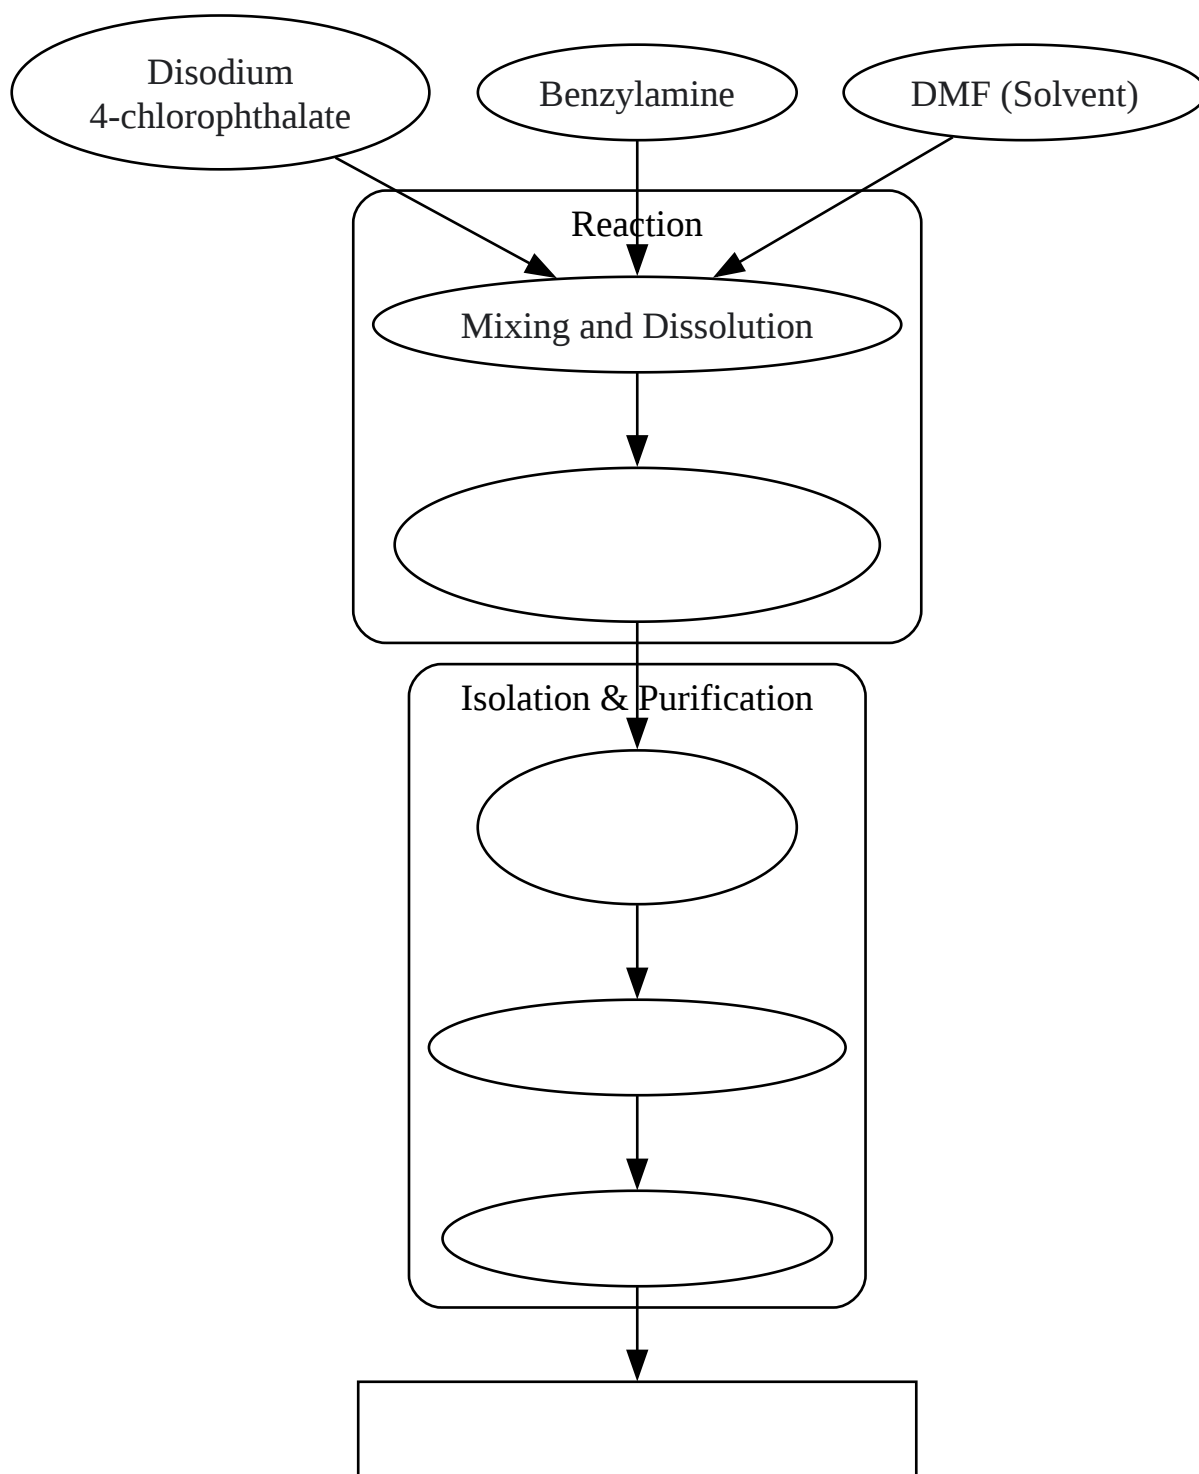 Disodium
4-chlorophthalate
Benzylamine
DMF (Solvent)
Reaction
Mixing and Dissolution
Isolation & Purification